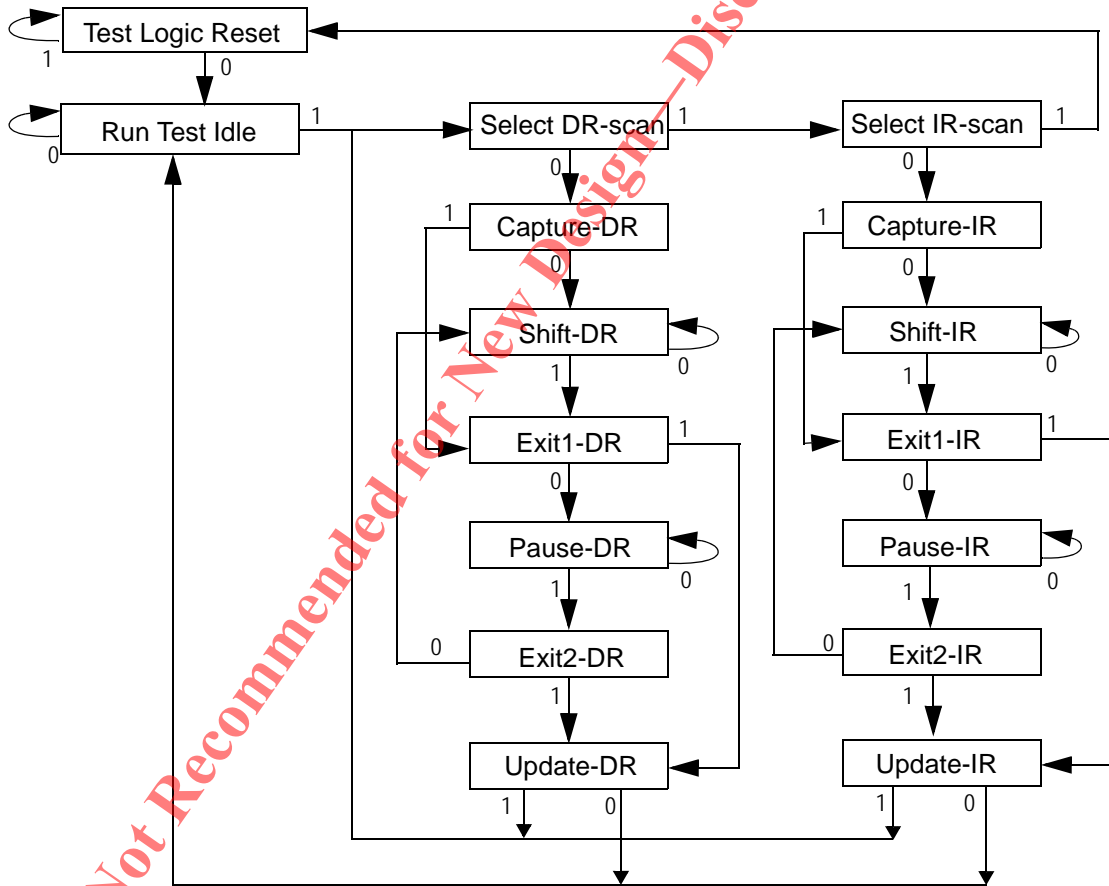 Test Logic Reset
1
0
Run Test Idle
0
1
Select DR-scan
1
Select IR-scan
1
0
0
1
Capture-DR
1
Capture-IR
0
0
Shift-DR
0
Shift-IR
0
1
1
Exit1-DR
1
Exit1-IR
1
0
0
Pause-DR
0
Pause-IR
0
1
1
0
Exit2-DR
0
Exit2-IR
1
1
Update-DR
Update-IR
1
0
1
0
Not Recommended for New Design—Disc